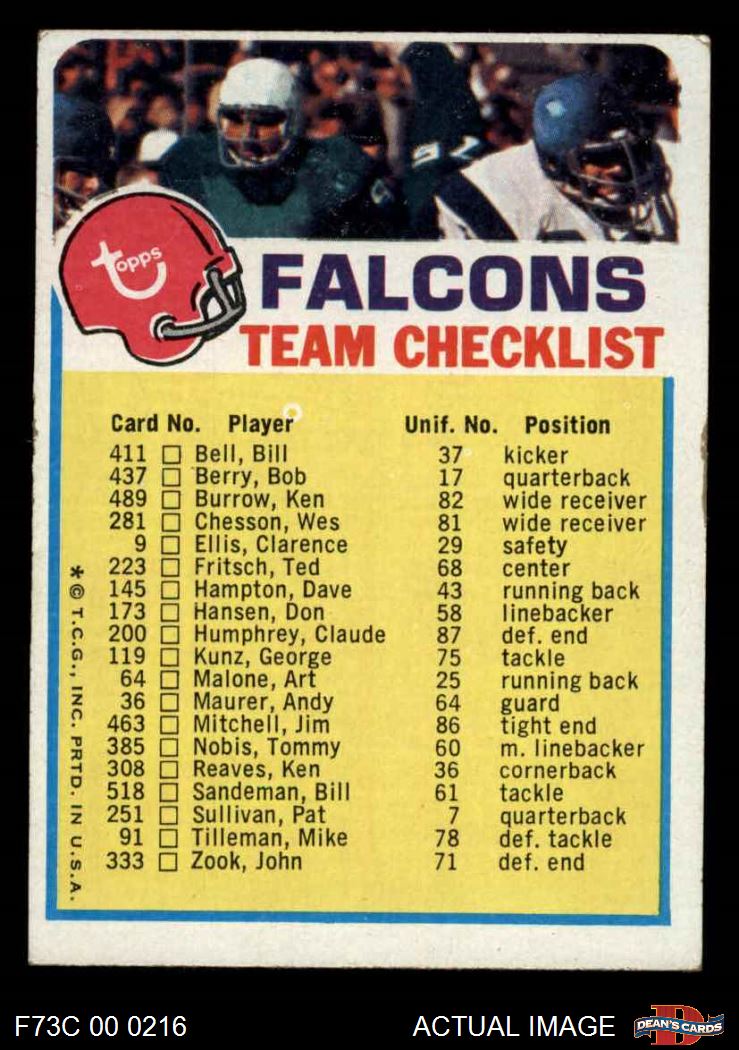 76
topps
FALCONS
TEAM CHECKLIST
Card No. Player Unif. No. Position
411 Bell, Bill 37 kicker
437 Berry, Bob 17 quarterback
489 Burrow, Ken 82 wide receiver
281 Chesson, Wes 81 wide receiver
9 Ellis, Clarence 29 safety
223 Fritsch, Ted 68 center
145 Hampton, Dave 43 running back
173 Hansen, Don 58 linebacker
200 Humphrey, Claude 87 def. end
119 Kunz, George 75 tackle
64 Malone, Art 25 running back
36 Maurer, Andy 64 guard
463 Mitchell, Jim 86 tight end
385 Nobis, Tommy 60 m. linebacker
308 Reaves, Ken 36 cornerback
518 Sandeman, Bill 61 tackle
251 Sullivan, Pat 7 quarterback
91 Tilleman, Mike 78 def. tackle
333 Zook, John 71 def. end
*© T.C.G., INC. PRTD. IN U.S.A.
F73C 00 0216 ACTUAL IMAGE DEAN'S CARDS